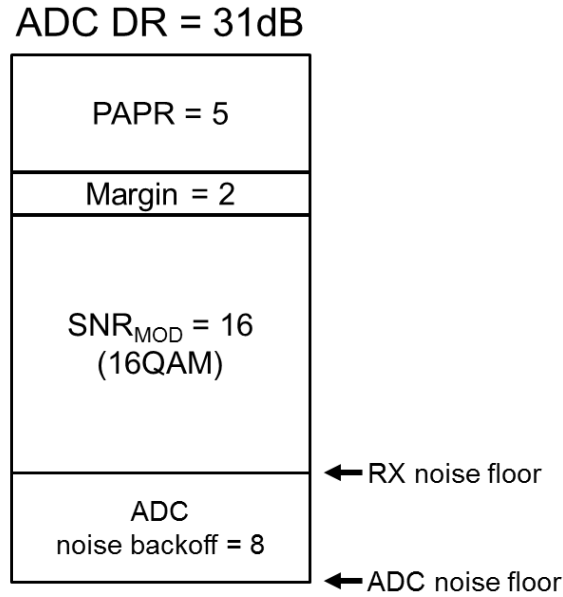 ADC DR = 31dB
PAPR = 5
Margin = 2
SNR_MOD = 16
(16QAM)
RX noise floor
ADC
noise backoff = 8
ADC noise floor